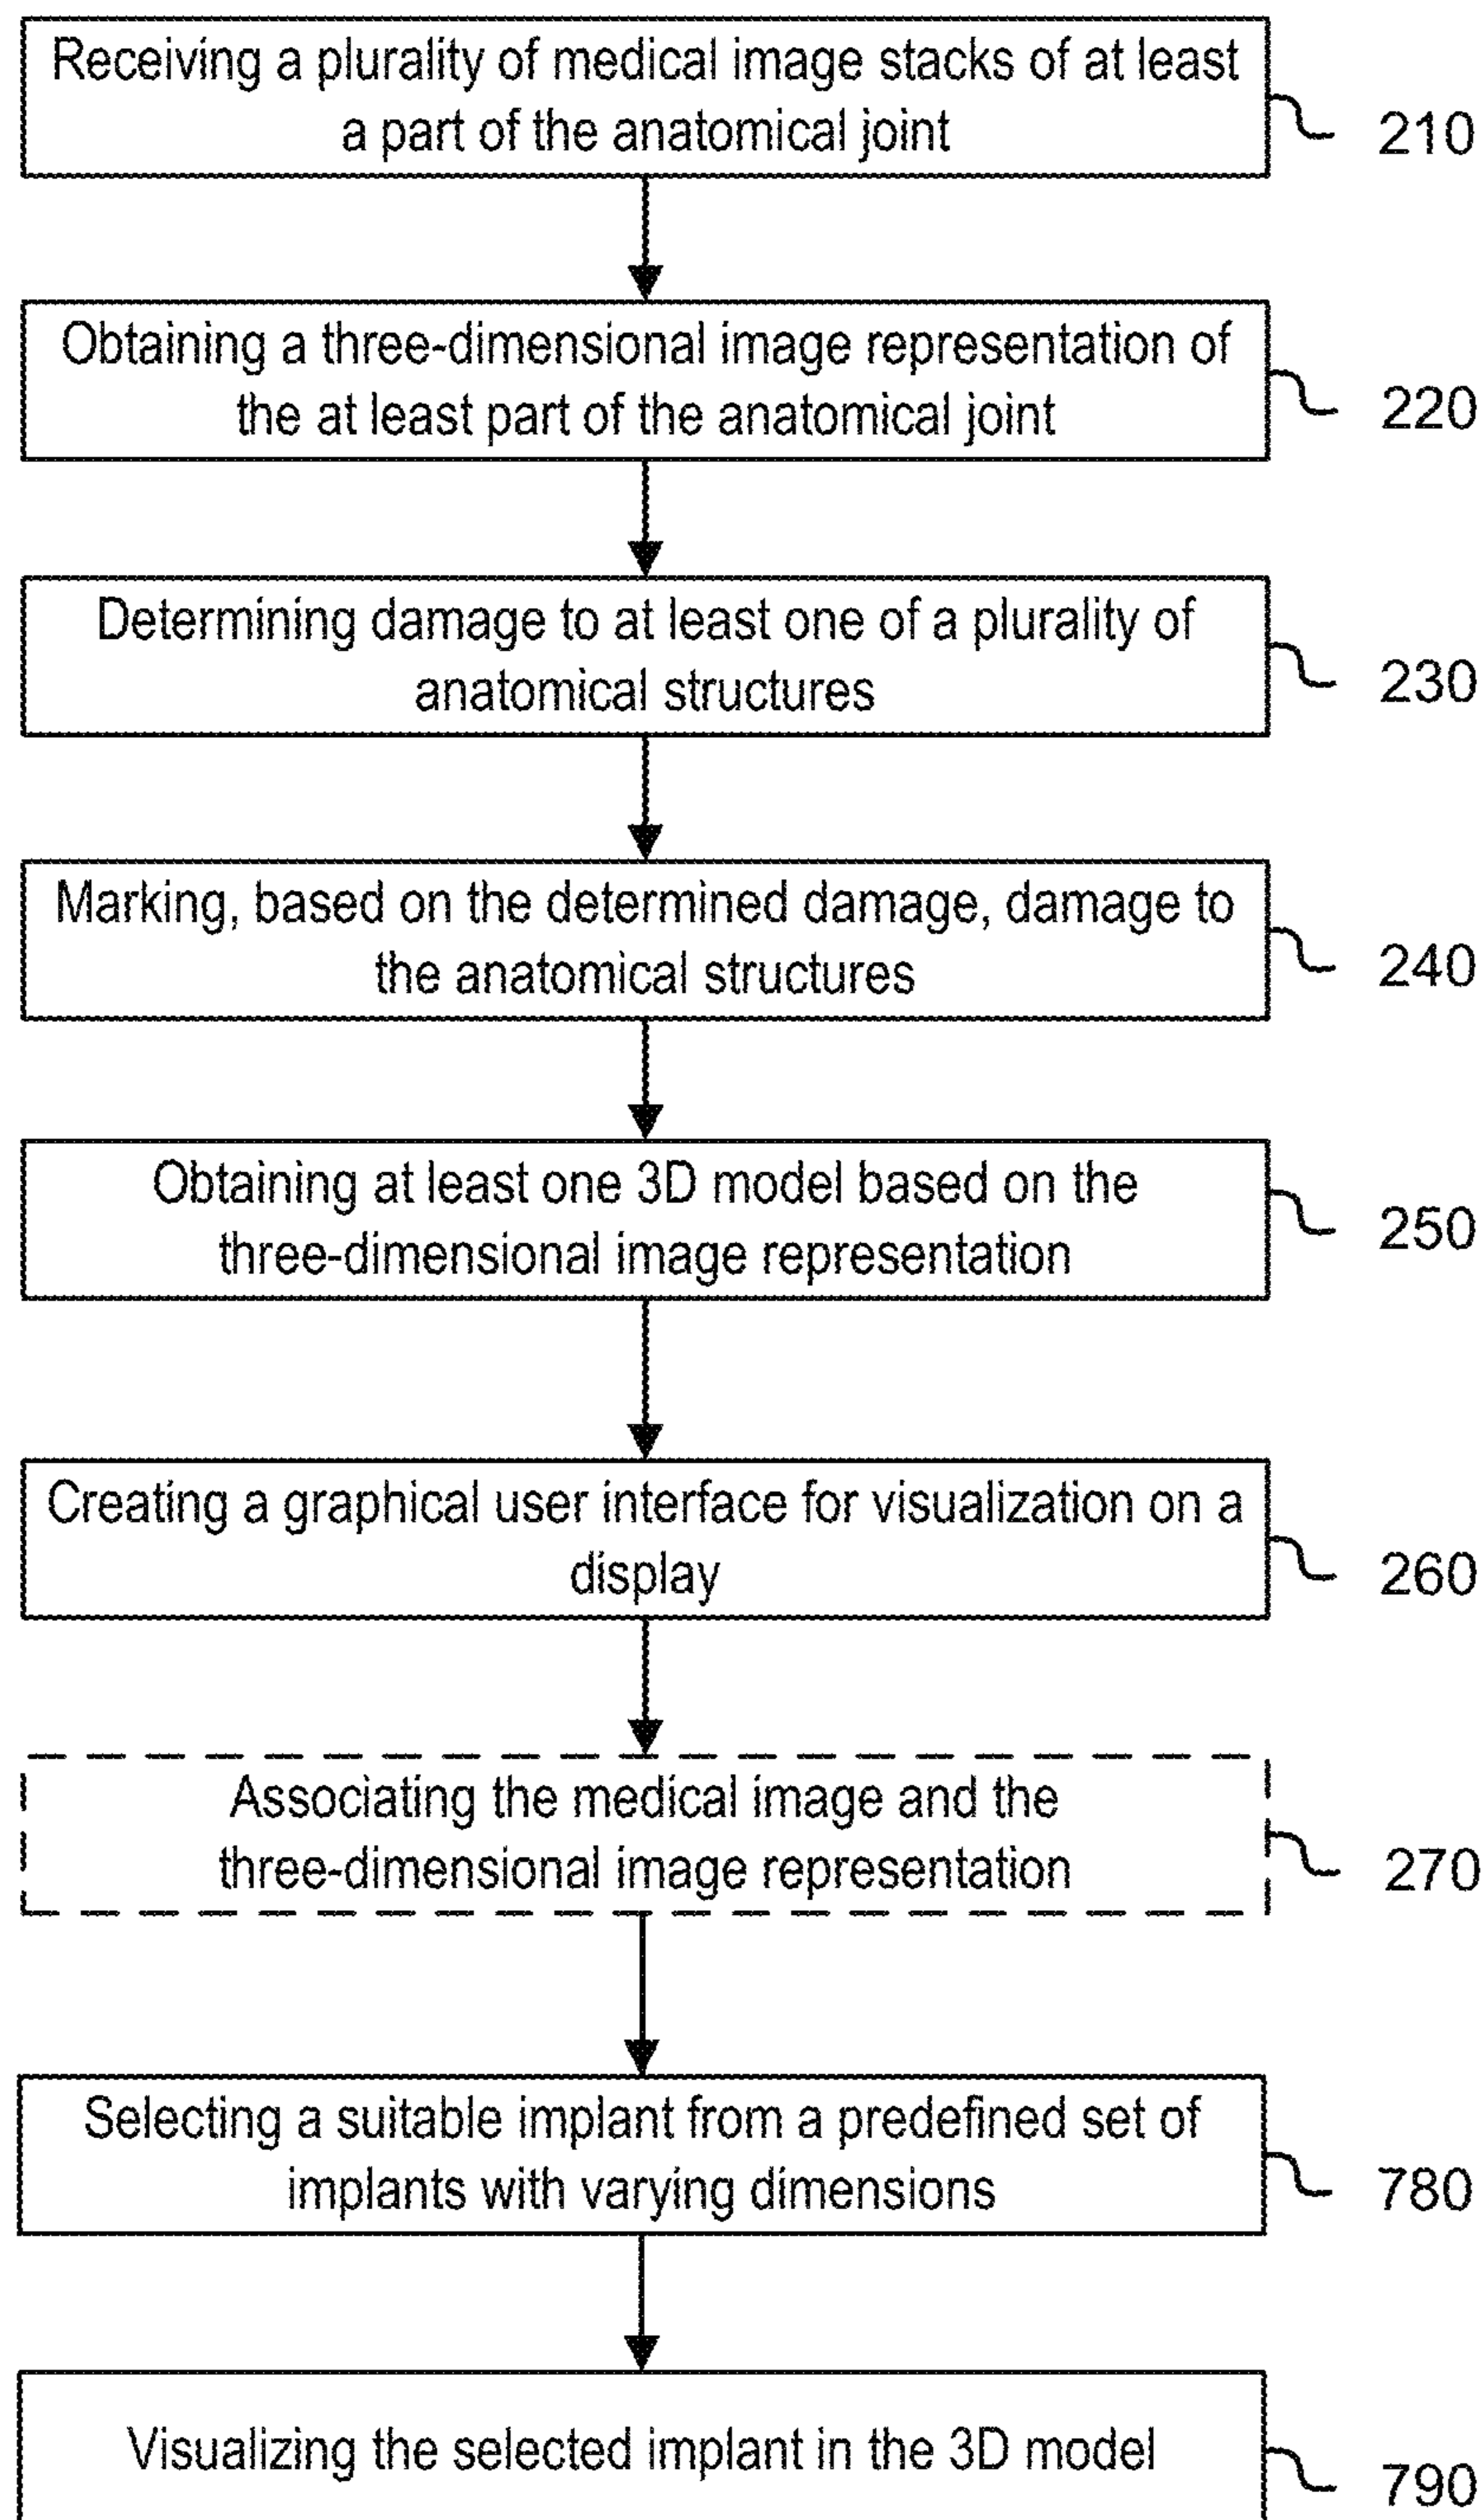 Receiving a plurality of medical image stacks of at least
a part of the anatomical joint
210
Obtaining a three-dimensional image representation of
the at least part of the anatomical joint
220
Determining damage to at least one of a plurality of
anatomical structures
230
Marking, based on the determined damage, damage to
the anatomical structures
240
Obtaining at least one 3D model based on the
three-dimensional image representation
250
Creating a graphical user interface for visualization on a
display
260
Associating the medical image and the
three-dimensional image representation
270
Selecting a suitable implant from a predefined set of
implants with varying dimensions
780
Visualizing the selected implant in the 3D model
790